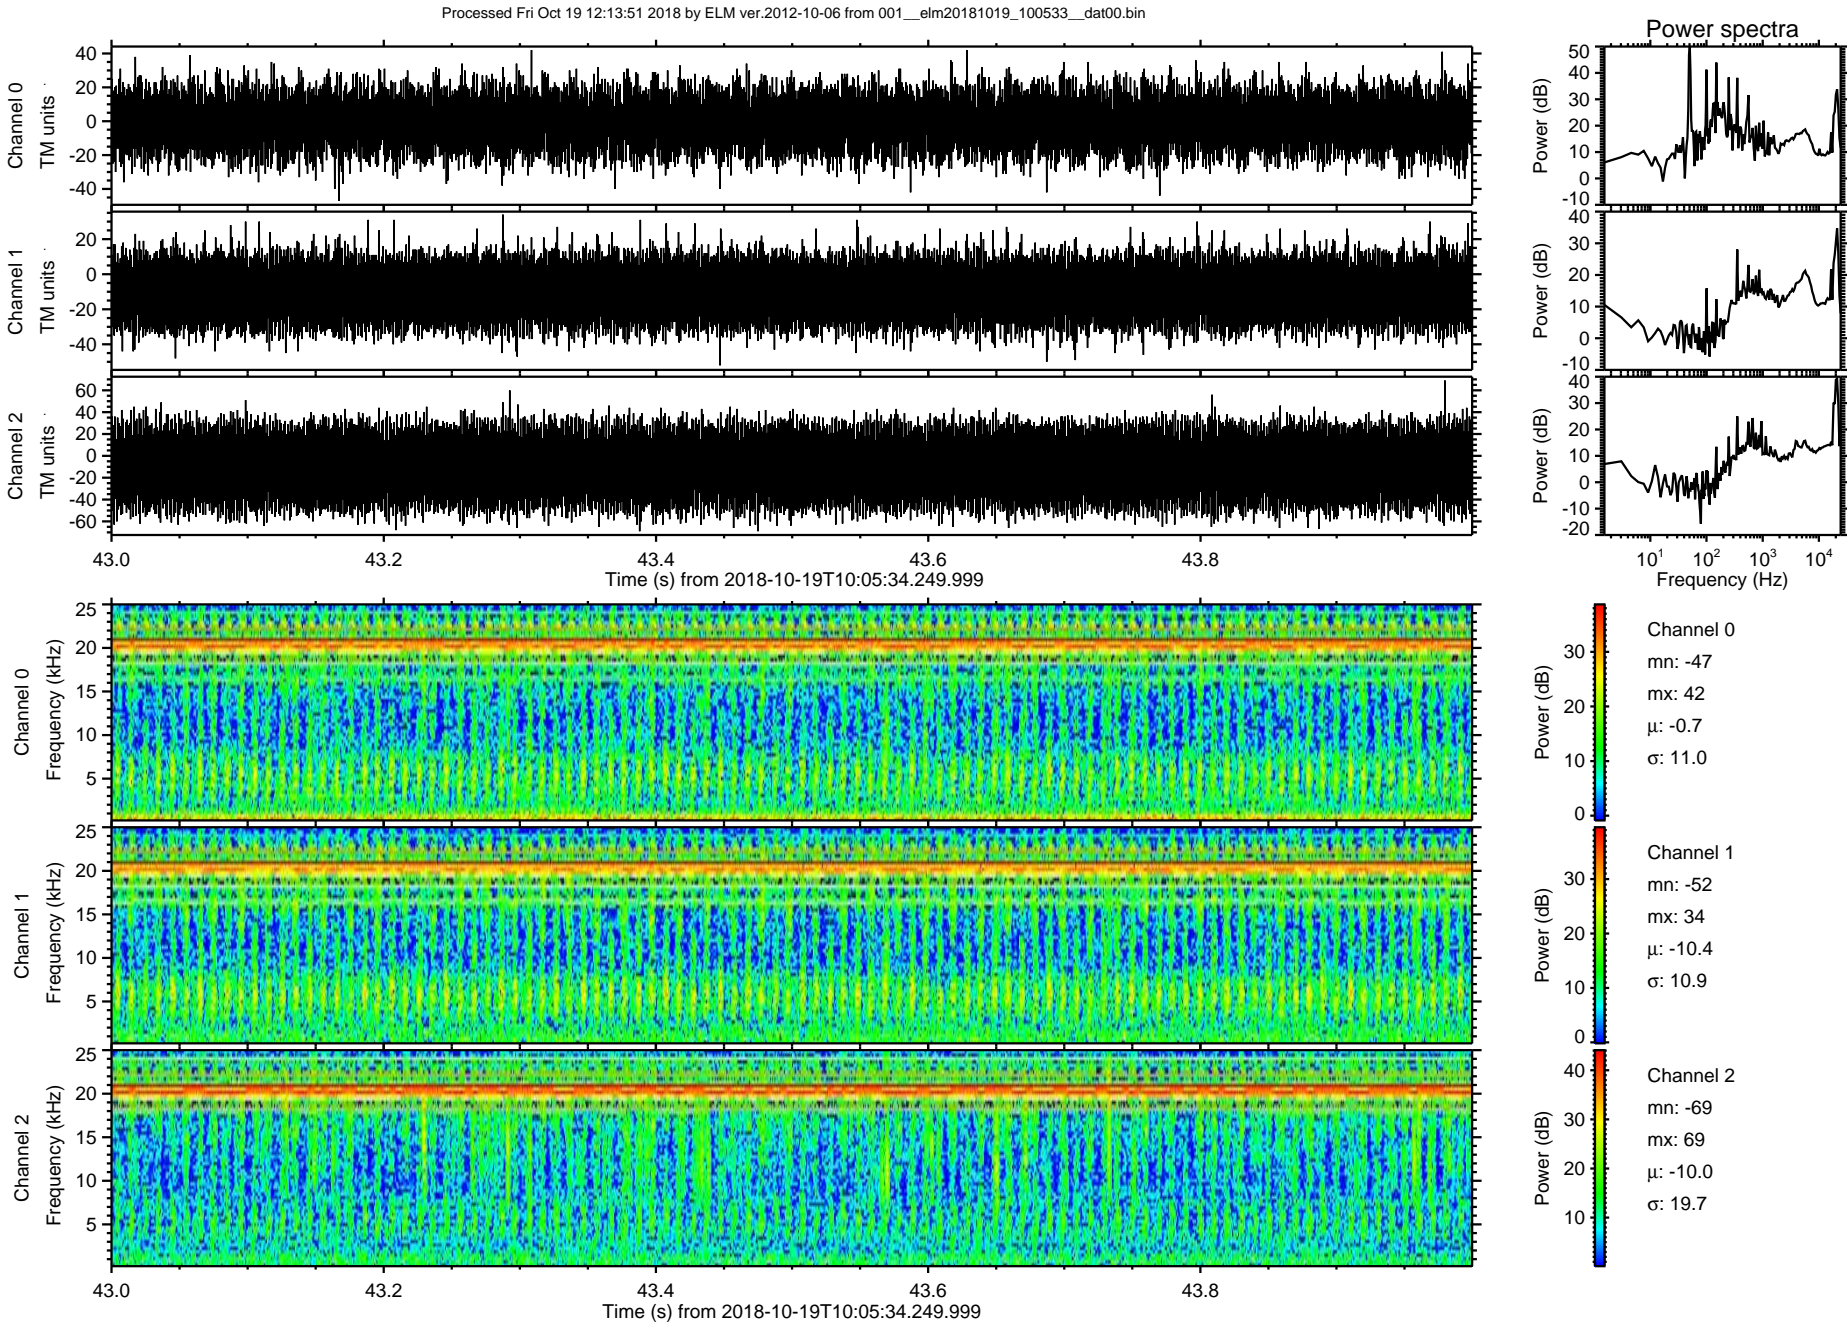 Processed Fri Oct 19 12:13:51 2018 by ELM ver.2012-10-06 from 001__elm20181019_100533__dat00.bin
Power spectra
Channel 0
TM units
40
20
0
-20
-40
Power (dB)
50
40
30
20
10
0
-10
Channel 1
TM units
20
0
-20
-40
Power (dB)
40
30
20
10
0
-10
Channel 2
TM units
60
40
20
0
-20
-40
-60
Power (dB)
40
30
20
10
0
-10
-20
43.0 43.2 43.4 43.6 43.8
Time (s) from 2018-10-19T10:05:34.249.999
10^1 10^2 10^3 10^4
Frequency (Hz)
Channel 0
Frequency (kHz)
25
20
15
10
5
Power (dB)
30
20
10
0
Channel 0
mn: -47
mx: 42
μ: -0.7
σ: 11.0
Channel 1
Frequency (kHz)
25
20
15
10
5
Power (dB)
30
20
10
0
Channel 1
mn: -52
mx: 34
μ: -10.4
σ: 10.9
Channel 2
Frequency (kHz)
25
20
15
10
5
Power (dB)
40
30
20
10
Channel 2
mn: -69
mx: 69
μ: -10.0
σ: 19.7
43.0 43.2 43.4 43.6 43.8
Time (s) from 2018-10-19T10:05:34.249.999